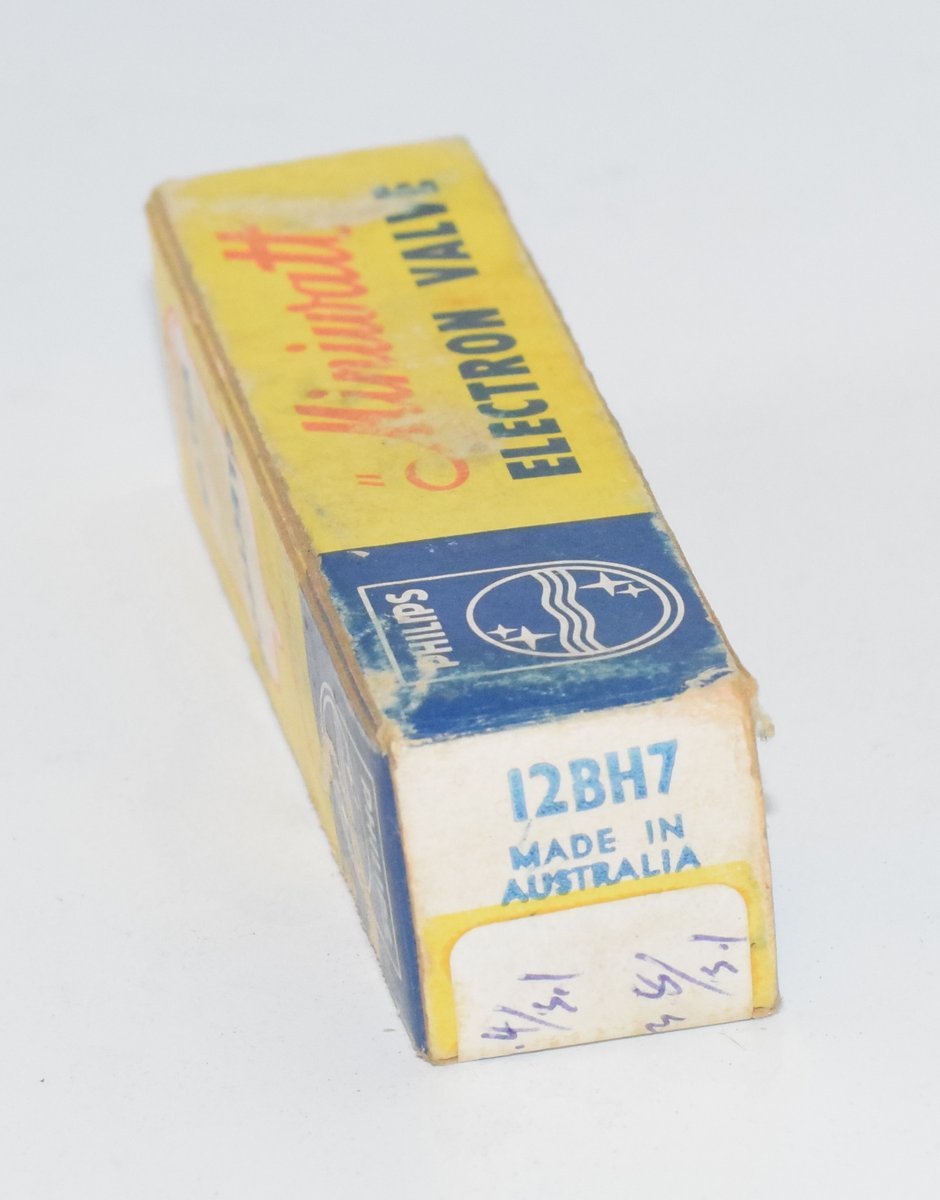 "Miniwatt"
ELECTRON VALVE
PHILIPS
12BH7
MADE IN
AUSTRALIA